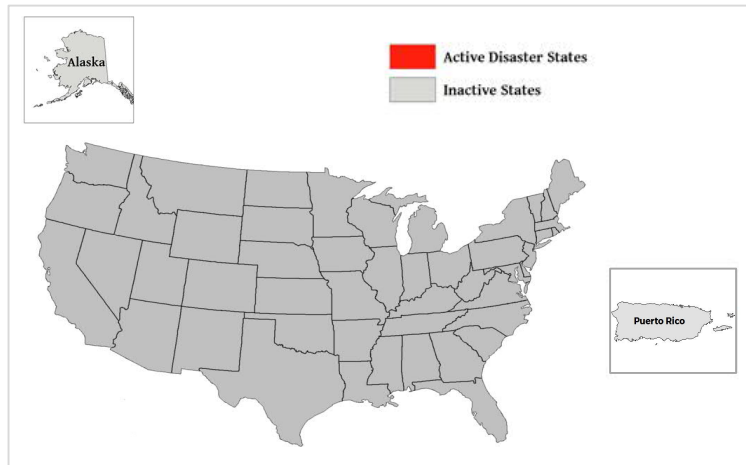 Alaska
Active Disaster States
Inactive States
Puerto Rico